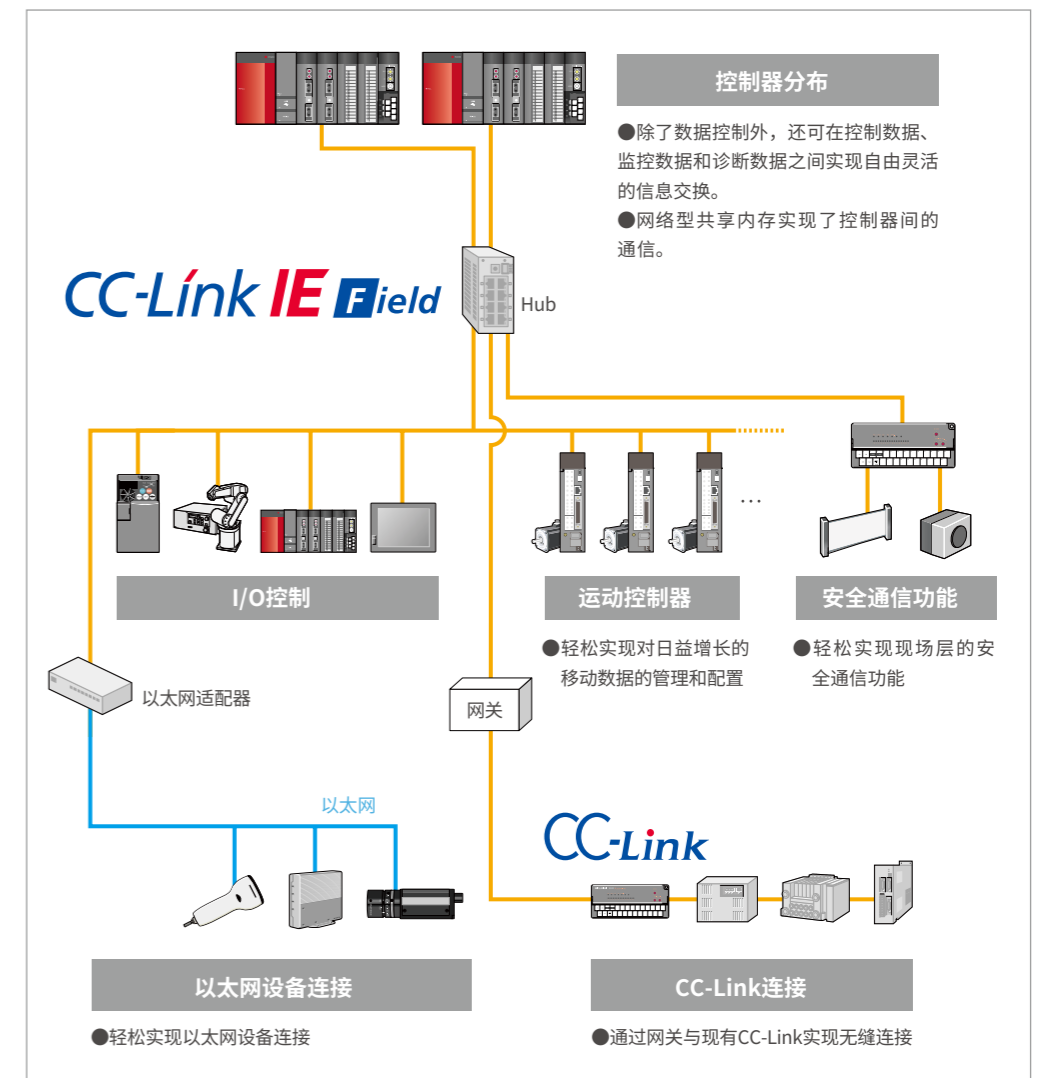 控制器分布
●除了数据控制外，还可在控制数据、
监控数据和诊断数据之间实现自由灵活
的信息交换。
●网络型共享内存实现了控制器间的
通信。
CC-Link IE Field
Hub
...
I/O控制
运动控制器
安全通信功能
●轻松实现对日益增长的
移动数据的管理和配置
●轻松实现现场层的安
全通信功能
以太网适配器
网关
以太网
CC-Link
以太网设备连接
CC-Link连接
●轻松实现以太网设备连接
●通过网关与现有CC-Link实现无缝连接